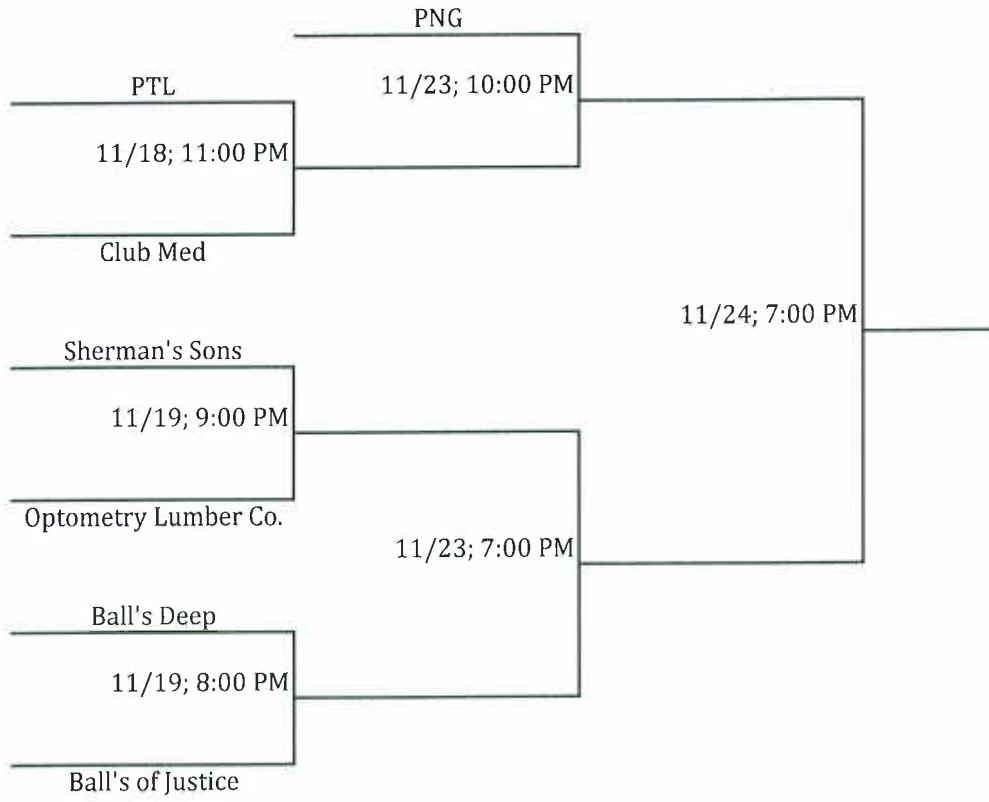 PNG
11/23; 10:00 PM
PTL
11/18; 11:00 PM
Club Med
11/24; 7:00 PM
Sherman's Sons
11/19; 9:00 PM
Optometry Lumber Co.
11/23; 7:00 PM
Ball's Deep
11/19; 8:00 PM
Ball's of Justice